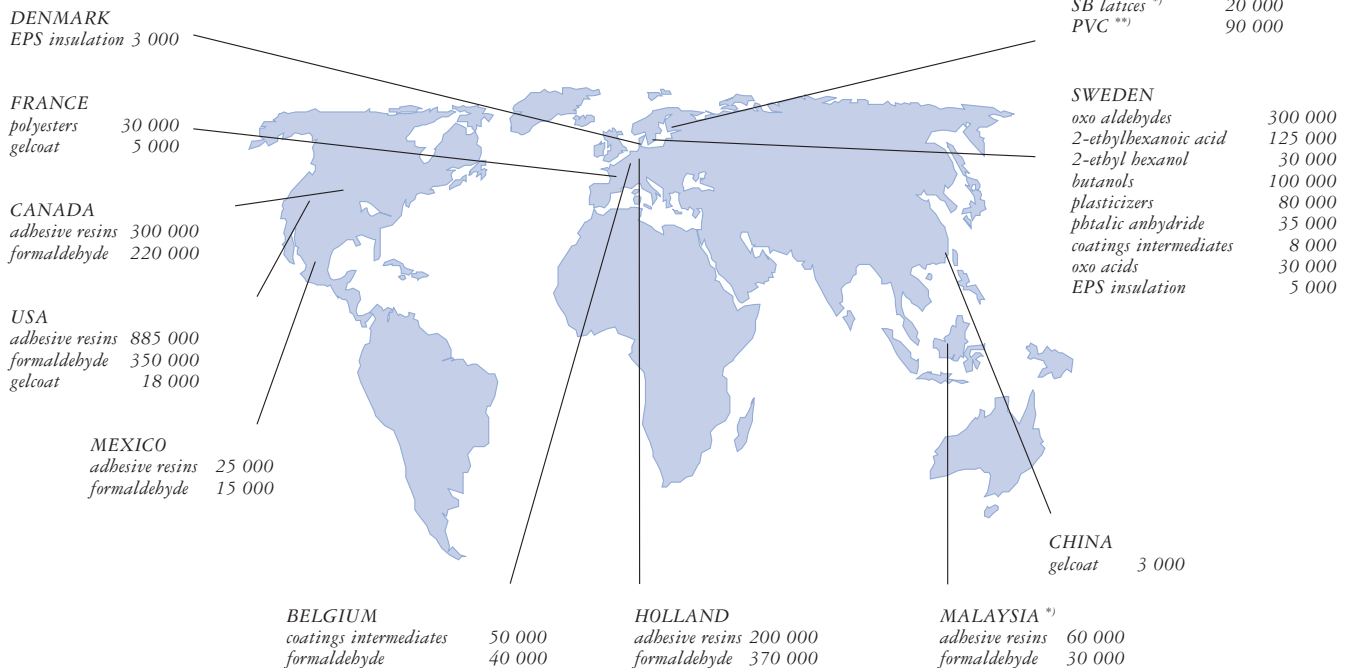 SB latices *) 20 000
PVC **) 90 000
DENMARK
EPS insulation 3 000
FRANCE
polyesters 30 000
gelcoat 5 000
CANADA
adhesive resins 300 000
formaldehyde 220 000
USA
adhesive resins 885 000
formaldehyde 350 000
gelcoat 18 000
MEXICO
adhesive resins 25 000
formaldehyde 15 000
SWEDEN
oxo aldehydes 300 000
2-ethylhexanoic acid 125 000
2-ethyl hexanol 30 000
butanols 100 000
plasticizers 80 000
phtalic anhydride 35 000
coatings intermediates 8 000
oxo acids 30 000
EPS insulation 5 000
CHINA
gelcoat 3 000
BELGIUM
coatings intermediates 50 000
formaldehyde 40 000
HOLLAND
adhesive resins 200 000
formaldehyde 370 000
MALAYSIA *)
adhesive resins 60 000
formaldehyde 30 000